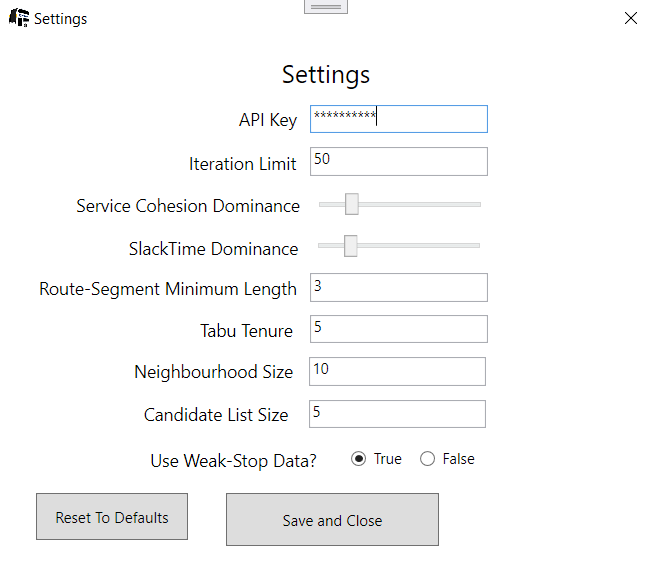 Settings
Settings
API Key **********
Iteration Limit 50
Service Cohesion Dominance
SlackTime Dominance
Route-Segment Minimum Length 3
Tabu Tenure 5
Neighbourhood Size 10
Candidate List Size 5
Use Weak-Stop Data? True False
Reset To Defaults Save and Close